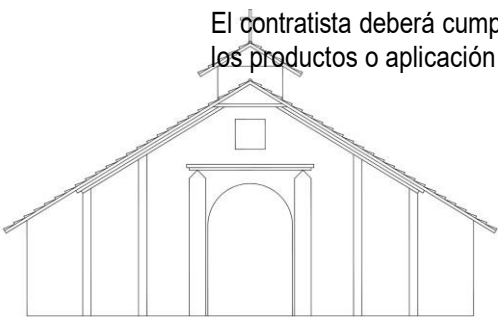 El contratista deberá cump
los productos o aplicación